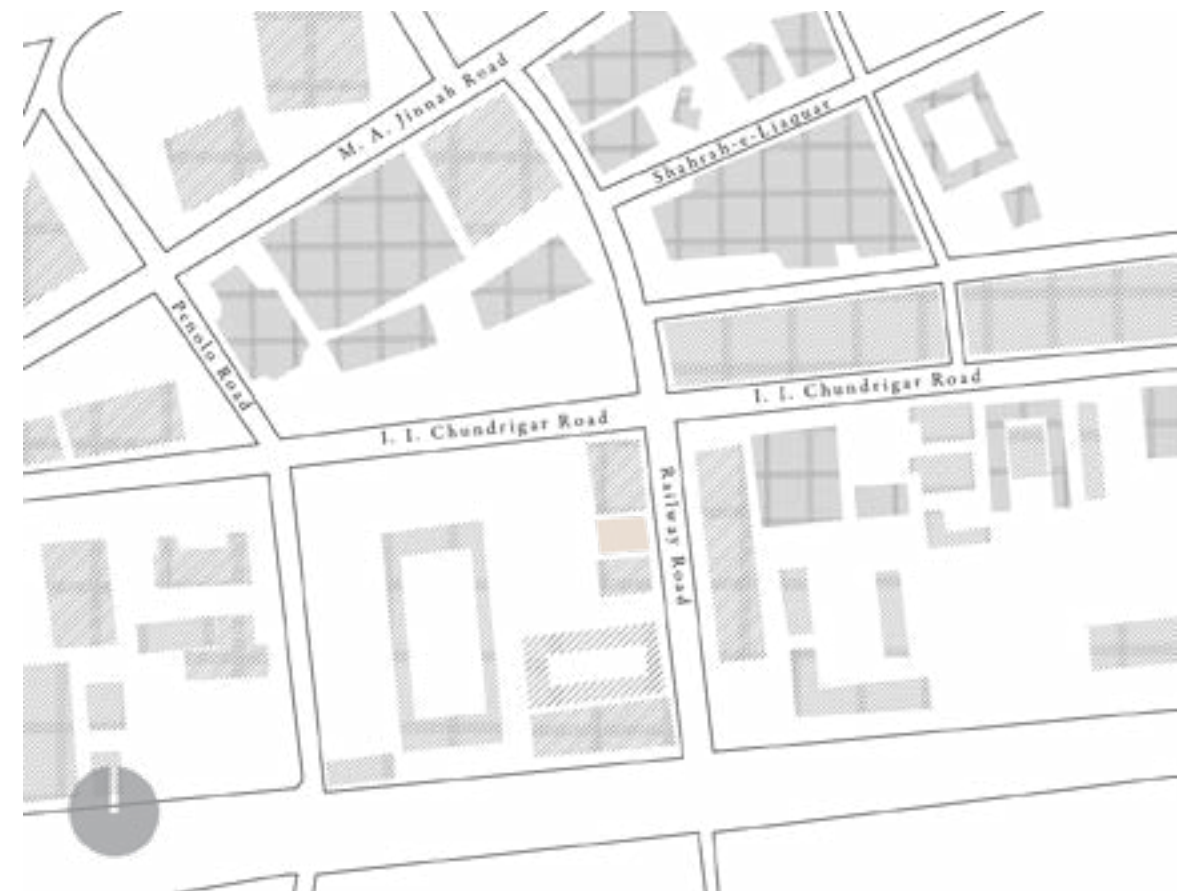 M. A. Jinnah Road
Shahrah-e-Liaquat
Penolo Road
I. I. Chundrigar Road
I. I. Chundrigar Road
Railway Road